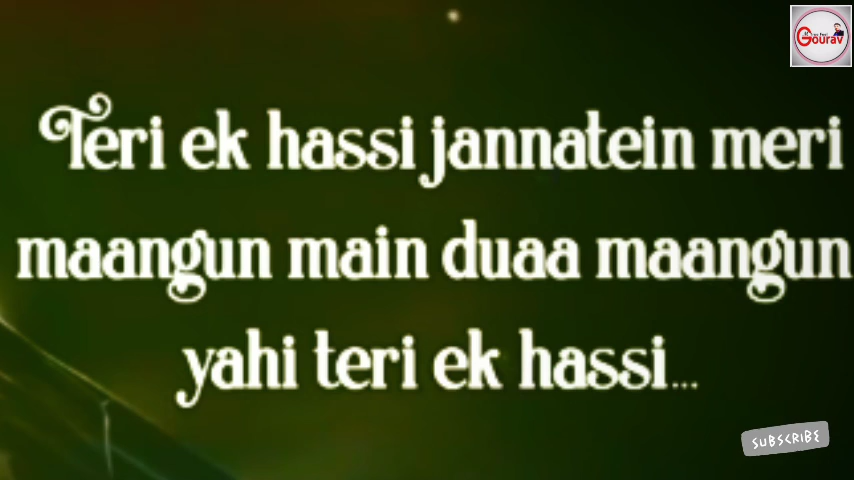 Gourav
Teri ek hassi jannatein meri
maangun main duaa maangun
yahi teri ek hassi...
SUBSCRIBE